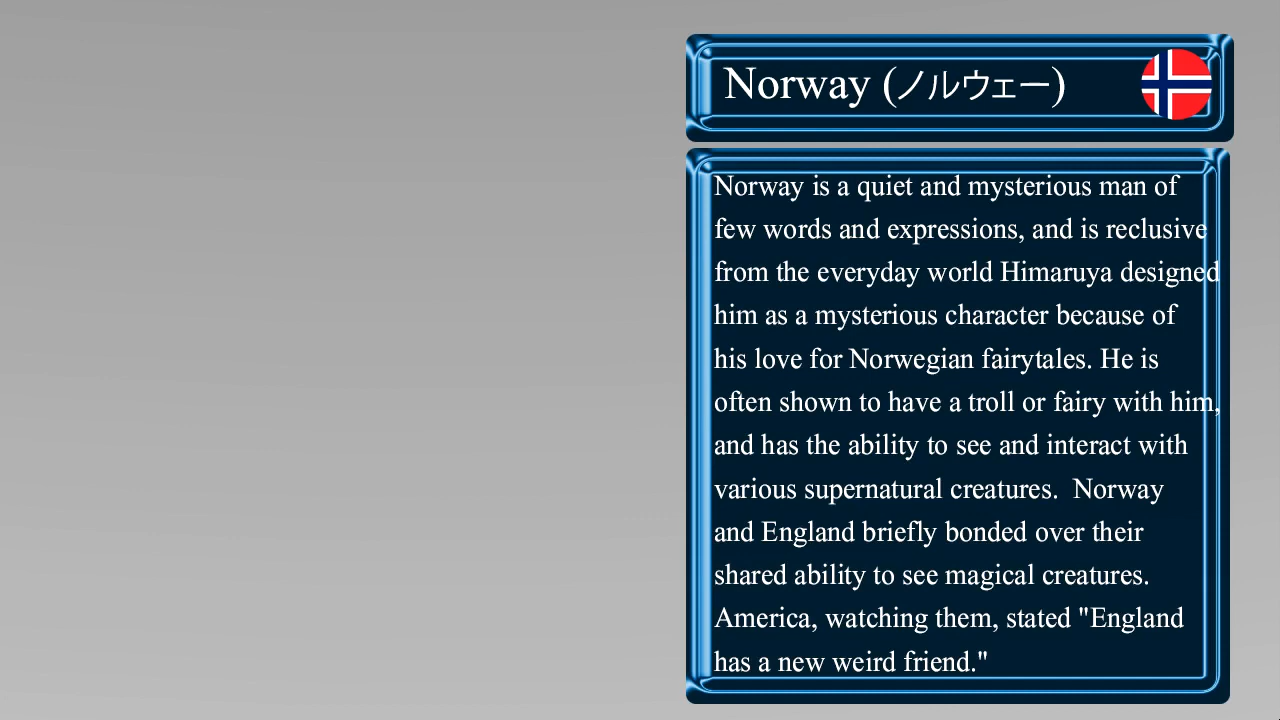 Norway (ノルウェー)
Norway is a quiet and mysterious man of
few words and expressions, and is reclusive
from the everyday world Himaruya designed
him as a mysterious character because of
his love for Norwegian fairytales. He is
often shown to have a troll or fairy with him,
and has the ability to see and interact with
various supernatural creatures.  Norway
and England briefly bonded over their
shared ability to see magical creatures.
America, watching them, stated "England
has a new weird friend."